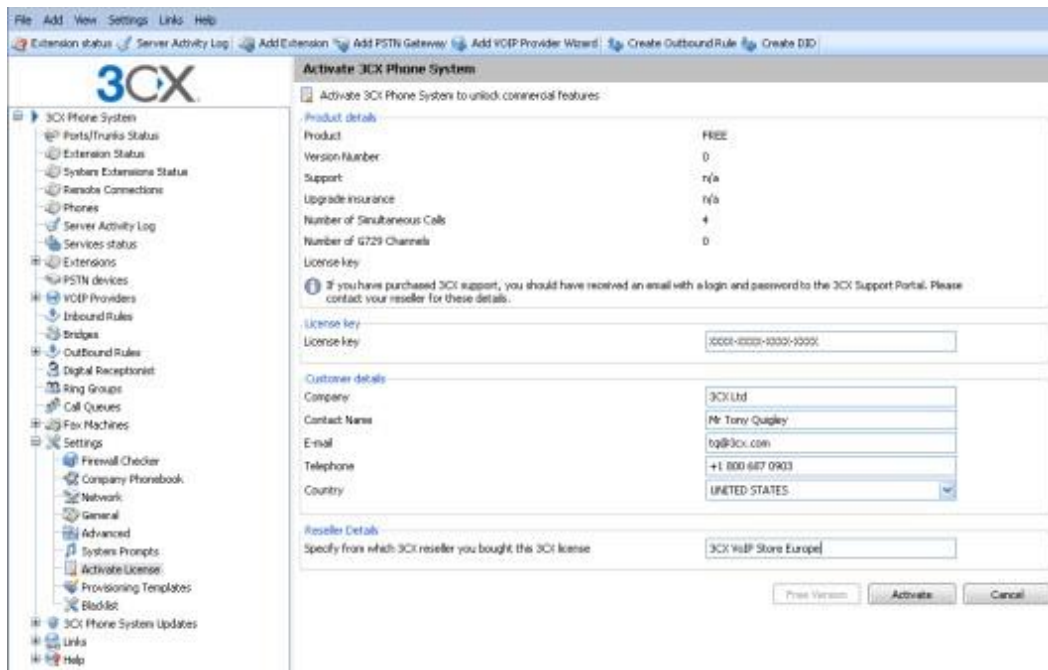 File Add View Settings Links Help
Extension status Server Activity Log Add Extension Add PSTN Gateway Add VOIP Provider Wizard Create Outbound Rule Create DID
3CX
3CX Phone System
Ports/Trunks Status
Extension Status
System Extensions Status
Remote Connections
Phones
Server Activity Log
Services status
Extensions
PSTN devices
VOIP Providers
Inbound Rules
Bridges
OutBound Rules
Digital Receptionist
Ring Groups
Call Queues
Fax Machines
Settings
Firewall Checker
Company Phonebook
Network
General
Advanced
System Prompts
Activate License
Provisioning Templates
Blacklist
3CX Phone System Updates
Links
Help
Activate 3CX Phone System
Activate 3CX Phone System to unlock commercial features
Product details
Product FREE
Version Number 0
Support n/a
Upgrade insurance n/a
Number of Simultaneous Calls 4
Number of G729 Channels 0
License key
If you have purchased 3CX support, you should have received an email with a login and password to the 3CX Support Portal. Please
contact your reseller for these details.
License key
License key XXXX-XXXX-XXXX-XXXX
Customer details
Company 3CX Ltd
Contact Name Mr Tony Quigley
E-mail tq@3cx.com
Telephone +1 800 687 0903
Country UNITED STATES
Reseller Details
Specify from which 3CX reseller you bought this 3CX license 3CX VoIP Store Europe
Free Version Activate Cancel